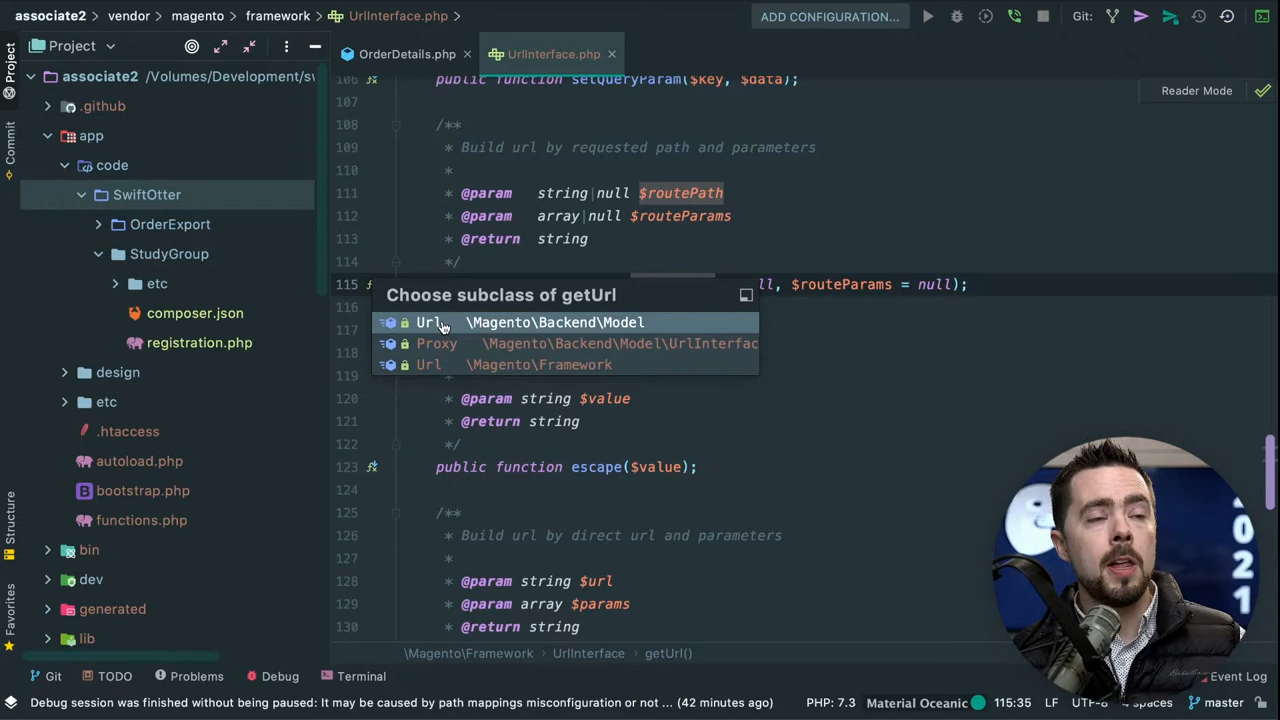 associate2 › vendor › magento › framework › UrlInterface.php ›
ADD CONFIGURATION...
Git:
Project
OrderDetails.php ×
UrlInterface.php ×
Project
Commit
Structure
Favorites
associate2 /Volumes/Development/sw
.github
app
code
SwiftOtter
OrderExport
StudyGroup
etc
composer.json
registration.php
design
etc
.htaccess
autoload.php
bootstrap.php
functions.php
bin
dev
generated
lib
Reader Mode
106 public function setQueryParam($key, $data);
107
108 /**
109 * Build url by requested path and parameters
110 *
111 * @param string|null $routePath
112 * @param array|null $routeParams
113 * @return string
114 */
115 ll, $routeParams = null);
116
Choose subclass of getUrl
Url \Magento\Backend\Model
Proxy \Magento\Backend\Model\UrlInterfac
Url \Magento\Framework
119 *
120 * @param string $value
121 * @return string
122 */
123 public function escape($value);
124
125 /**
126 * Build url by direct url and parameters
127 *
128 * @param string $url
129 * @param array $params
130 * @return string
2
0
2
1
\Magento\Framework › UrlInterface › getUrl()
Git
TODO
Problems
Debug
Terminal
Event Log
Debug session was finished without being paused: It may be caused by path mappings misconfiguration or not ... (42 minutes ago)
PHP: 7.3
Material Oceanic
115:35
LF
UTF-8
4 spaces
master